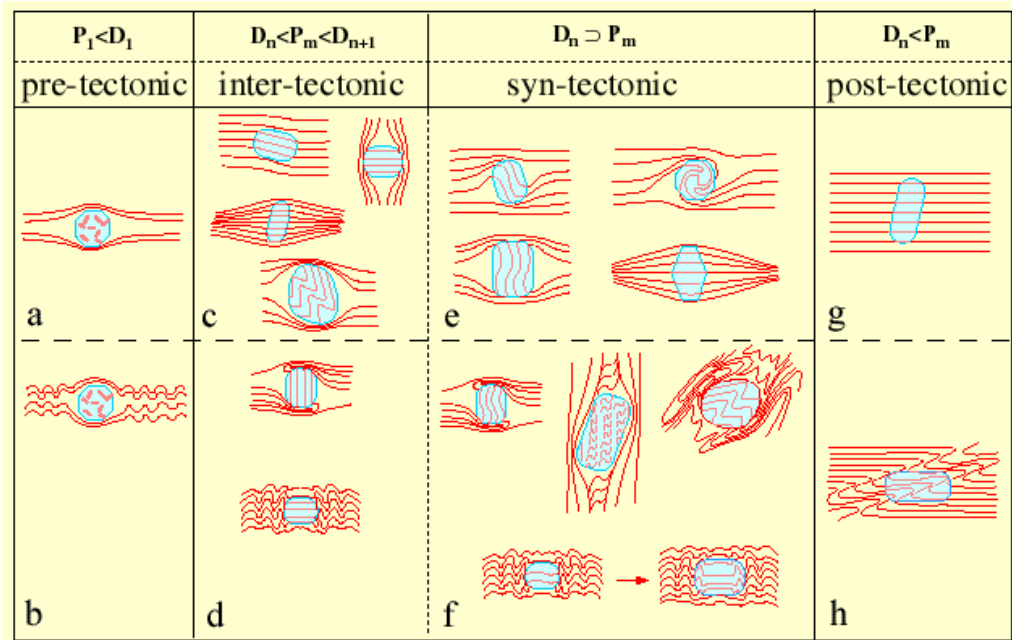 P₁<D₁ Dₙ<Pₘ<Dₙ₊₁ Dₙ ⊃ Pₘ Dₙ<Pₘ
pre-tectonic inter-tectonic syn-tectonic post-tectonic
a c e g
b d f h